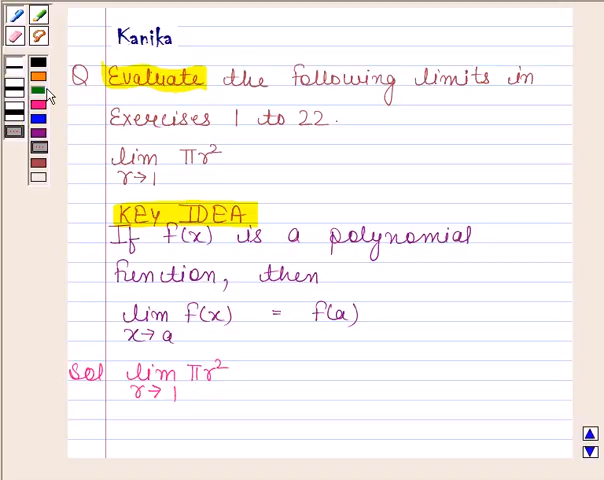 Kanika
Q Evaluate the following limits in
Exercises 1 to 22.
lim πr²
r→1
KEY IDEA
If f(x) is a polynomial
function, then
lim f(x) = f(a)
x→a
Sol lim πr²
r→1